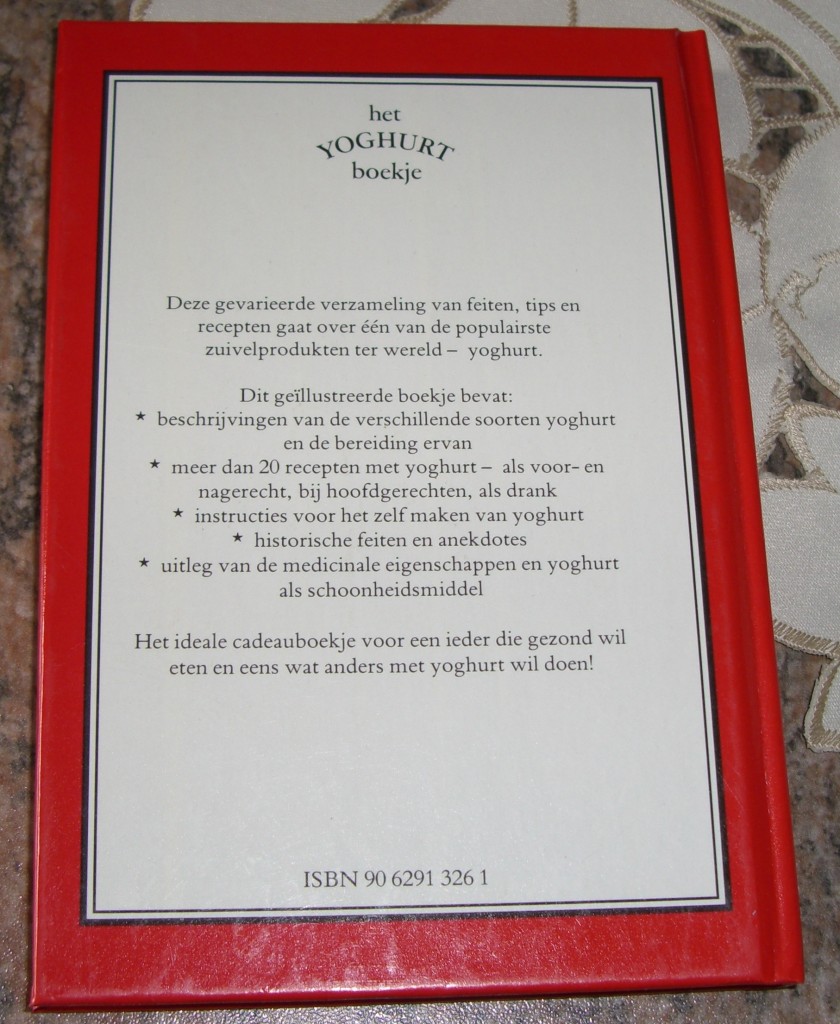 het
YOGHURT
boekje
Deze gevarieerde verzameling van feiten, tips en
recepten gaat over één van de populairste
zuivelprodukten ter wereld – yoghurt.
Dit geïllustreerde boekje bevat:
★ beschrijvingen van de verschillende soorten yoghurt
en de bereiding ervan
★ meer dan 20 recepten met yoghurt – als voor- en
nagerecht, bij hoofdgerechten, als drank
★ instructies voor het zelf maken van yoghurt
★ historische feiten en anekdotes
★ uitleg van de medicinale eigenschappen en yoghurt
als schoonheidsmiddel
Het ideale cadeauboekje voor een ieder die gezond wil
eten en eens wat anders met yoghurt wil doen!
ISBN 90 6291 326 1